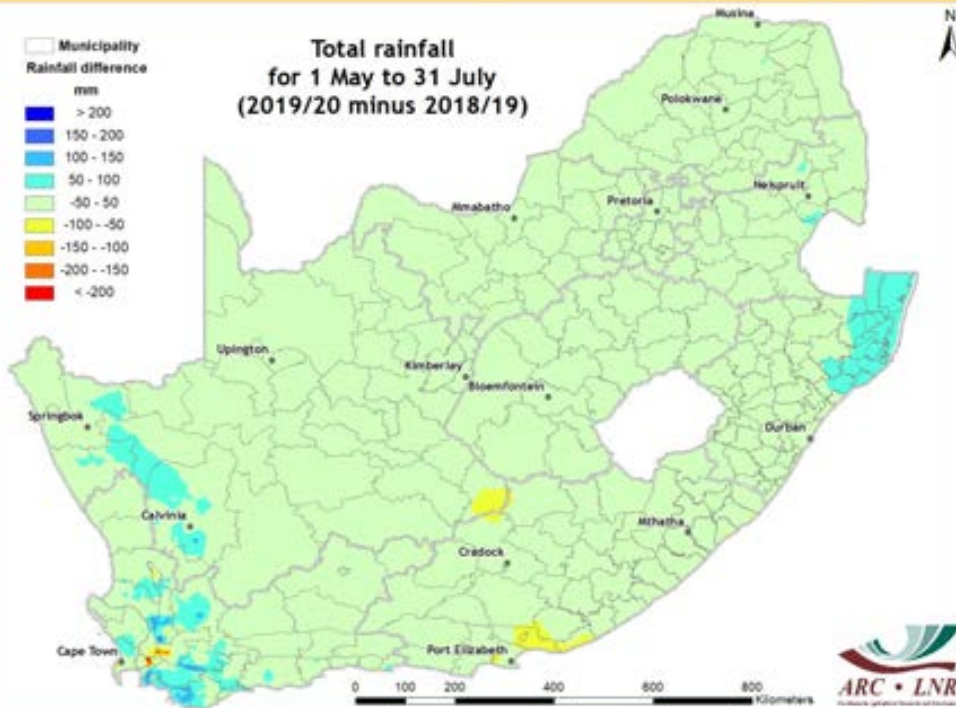 Total rainfall
for 1 May to 31 July
(2019/20 minus 2018/19)
Municipality
Rainfall difference
mm
> 200
150 - 200
100 - 150
50 - 100
-50 - 50
-100 - -50
-150 - -100
-200 - -150
< -200
N
Musina
Polokwane
Nelspruit
Pretoria
Mmabatho
Upington
Kimberley
Bloemfontein
Springbok
Durban
Calvinia
Mthatha
Cradock
Cape Town
Port Elizabeth
0 100 200 400 600 800
Kilometers
ARC • LNR